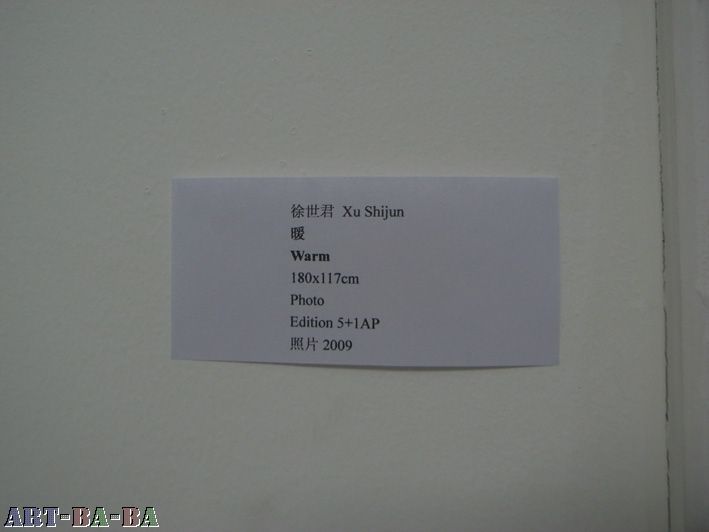 徐世君 Xu Shijun
暖
Warm
180x117cm
Photo
Edition 5+1AP
照片 2009
ART-BA-BA